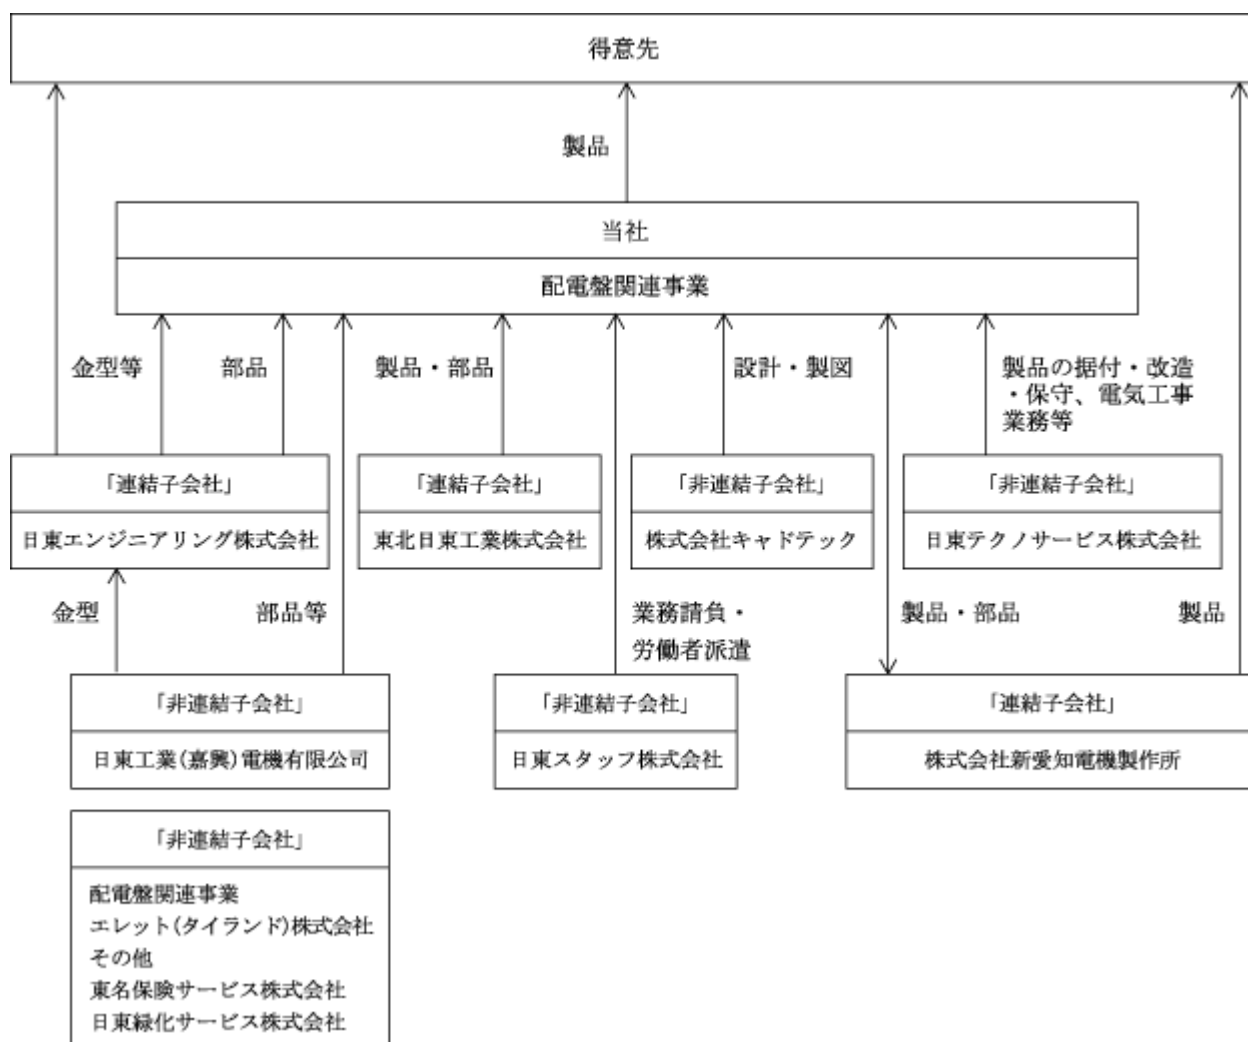 得意先
製品
当社
配電盤関連事業
金型等
部品
製品・部品
設計・製図
製品の据付・改造
・保守、電気工事
業務等
「連結子会社」
日東エンジニアリング株式会社
「連結子会社」
東北日東工業株式会社
「非連結子会社」
株式会社キャドテック
「非連結子会社」
日東テクノサービス株式会社
金型
部品等
業務請負・
労働者派遣
製品・部品
製品
「非連結子会社」
日東工業(嘉興)電機有限公司
「非連結子会社」
日東スタッフ株式会社
「連結子会社」
株式会社新愛知電機製作所
「非連結子会社」
配電盤関連事業
エレット(タイランド)株式会社
その他
東名保険サービス株式会社
日東緑化サービス株式会社